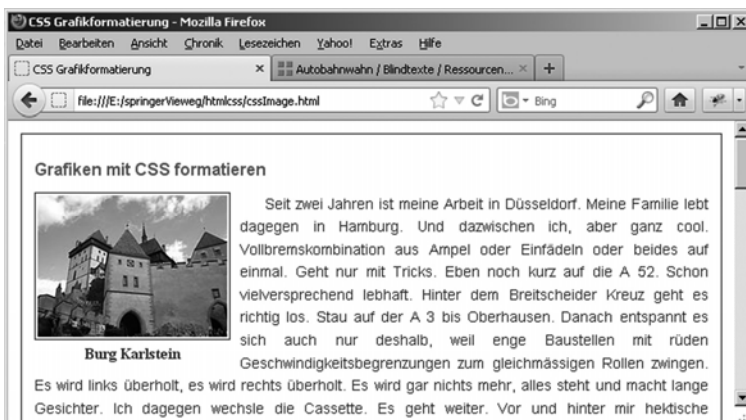 CSS Grafikformatierung - Mozilla Firefox
Datei Bearbeiten Ansicht Chronik Lesezeichen Yahoo! Extras Hilfe
CSS Grafikformatierung × Autobahnwahn / Blindtexte / Ressourcen... × +
file:///E:/springerVieweg/htmlcss/cssImage.html Bing
Grafiken mit CSS formatieren
Seit zwei Jahren ist meine Arbeit in Düsseldorf. Meine Familie lebt
dagegen in Hamburg. Und dazwischen ich, aber ganz cool.
Vollbremskombination aus Ampel oder Einfädeln oder beides auf
einmal. Geht nur mit Tricks. Eben noch kurz auf die A 52. Schon
vielversprechend lebhaft. Hinter dem Breitscheider Kreuz geht es
richtig los. Stau auf der A 3 bis Oberhausen. Danach entspannt es
sich auch nur deshalb, weil enge Baustellen mit rüden
Geschwindigkeitsbegrenzungen zum gleichmässigen Rollen zwingen.
Burg Karlstein
Es wird links überholt, es wird rechts überholt. Es wird gar nichts mehr, alles steht und macht lange
Gesichter. Ich dagegen wechsle die Cassette. Es geht weiter. Vor und hinter mir hektische